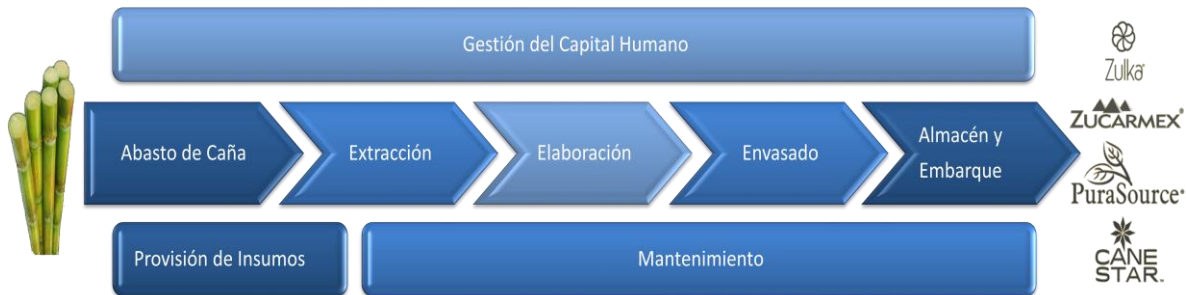 Gestión del Capital Humano
Abasto de Caña
Extracción
Elaboración
Envasado
Almacén y
Embarque
Provisión de Insumos
Mantenimiento
Zulka
ZUCARMEX®
PuraSource
CANE
STAR